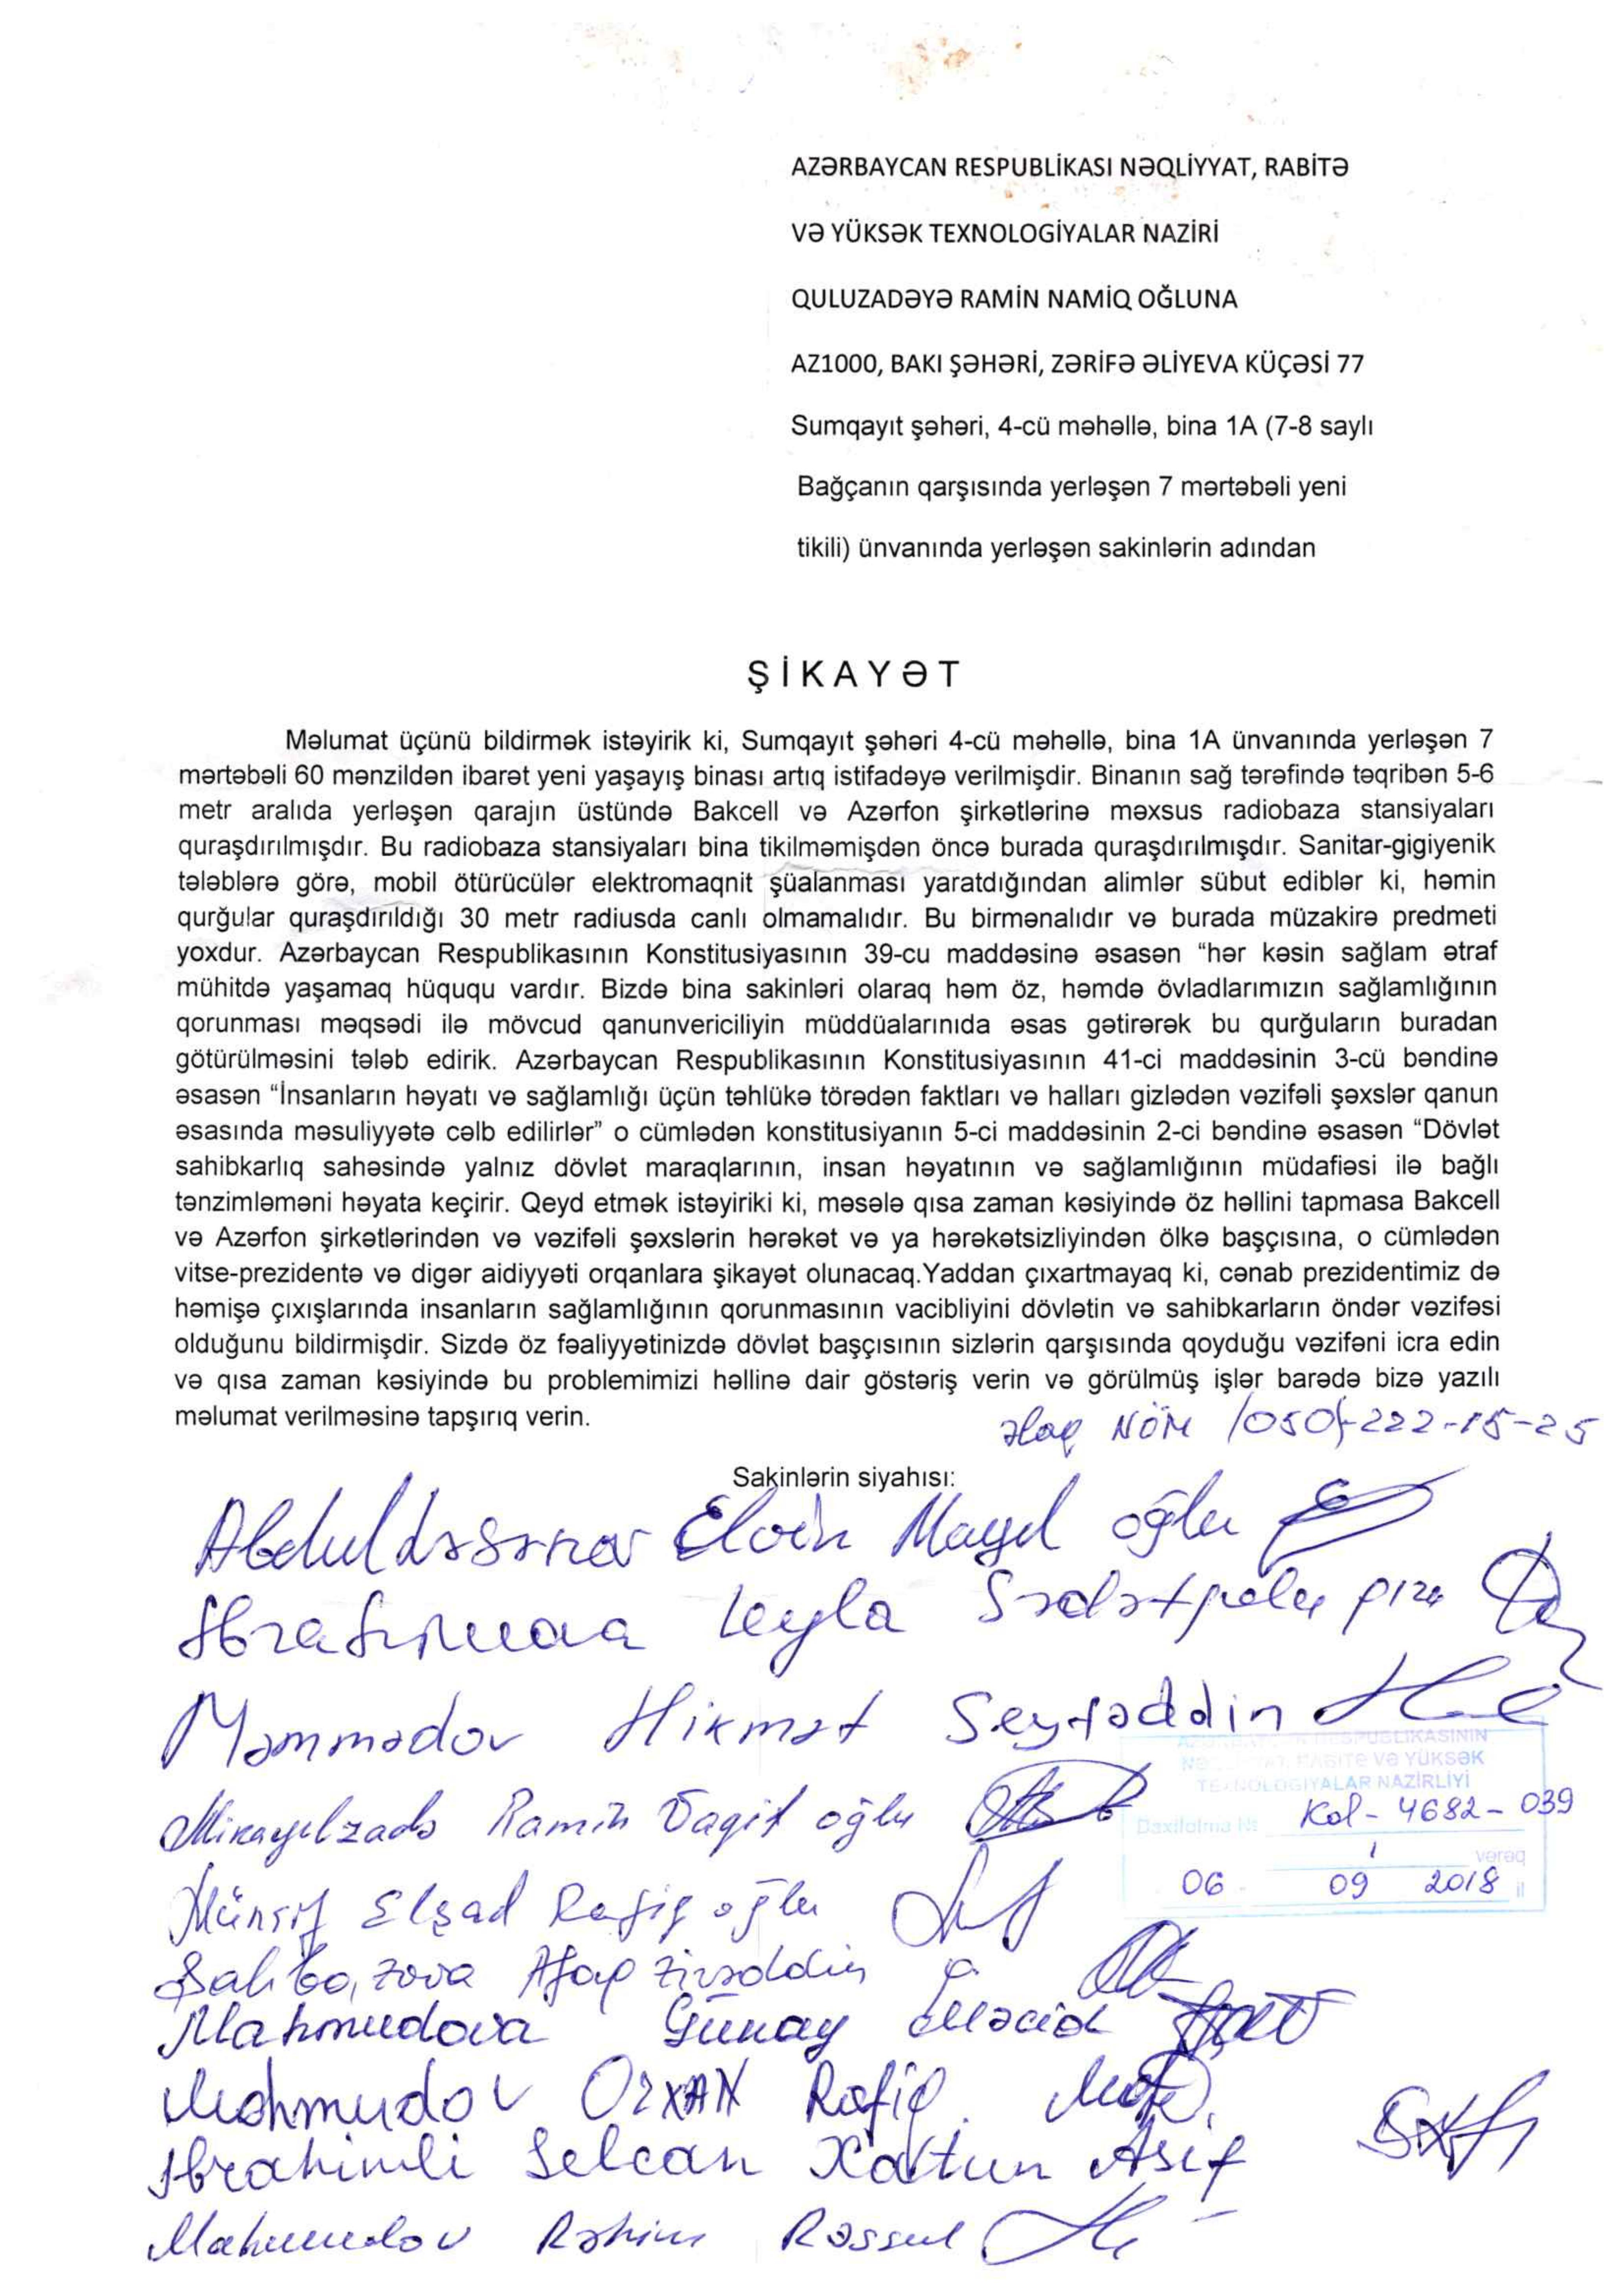 AZƏRBAYCAN RESPUBLİKASI NƏQLİYYAT, RABİTƏ
VƏ YÜKSƏK TEXNOLOGİYALAR NAZİRİ
QULUZADƏYƏ RAMİN NAMİQ OĞLUNA
AZ1000, BAKI ŞƏHƏRİ, ZƏRİFƏ ƏLİYEVA KÜÇƏSİ 77
Sumqayıt şəhəri, 4-cü məhəllə, bina 1A (7-8 saylı
Bağçanın qarşısında yerləşən 7 mərtəbəli yeni
tikili) ünvanında yerləşən sakinlərin adından
ŞİKAYƏT
Məlumat üçünü bildirmək istəyirik ki, Sumqayıt şəhəri 4-cü məhəllə, bina 1A ünvanında yerləşən 7
mərtəbəli 60 mənzildən ibarət yeni yaşayış binası artıq istifadəyə verilmişdir. Binanın sağ tərəfində təqribən 5-6
metr aralıda yerləşən qarajın üstündə Bakcell və Azərfon şirkətlərinə məxsus radiobaza stansiyaları
quraşdırılmışdır. Bu radiobaza stansiyaları bina tikilməmişdən öncə burada quraşdırılmışdır. Sanitar-gigiyenik
tələblərə görə, mobil ötürücülər elektromaqnit şüalanması yaratdığından alimlər sübut ediblər ki, həmin
qurğular quraşdırıldığı 30 metr radiusda canlı olmamalıdır. Bu birmənalıdır və burada müzakirə predmeti
yoxdur. Azərbaycan Respublikasının Konstitusiyasının 39-cu maddəsinə əsasən “hər kəsin sağlam ətraf
mühitdə yaşamaq hüququ vardır. Bizdə bina sakinləri olaraq həm öz, həmdə övladlarımızın sağlamlığının
qorunması məqsədi ilə mövcud qanunvericiliyin müddüalarınıda əsas gətirərək bu qurğuların buradan
götürülməsini tələb edirik. Azərbaycan Respublikasının Konstitusiyasının 41-ci maddəsinin 3-cü bəndinə
əsasən “İnsanların həyatı və sağlamlığı üçün təhlükə törədən faktları və halları gizlədən vəzifəli şəxslər qanun
əsasında məsuliyyətə cəlb edilirlər” o cümlədən konstitusiyanın 5-ci maddəsinin 2-ci bəndinə əsasən “Dövlət
sahibkarlıq sahəsində yalnız dövlət maraqlarının, insan həyatının və sağlamlığının müdafiəsi ilə bağlı
tənzimləməni həyata keçirir. Qeyd etmək istəyiriki ki, məsələ qısa zaman kəsiyində öz həllini tapmasa Bakcell
və Azərfon şirkətlərindən və vəzifəli şəxslərin hərəkət və ya hərəkətsizliyindən ölkə başçısına, o cümlədən
vitse-prezidentə və digər aidiyyəti orqanlara şikayət olunacaq.Yaddan çıxartmayaq ki, cənab prezidentimiz də
həmişə çıxışlarında insanların sağlamlığının qorunmasının vacibliyini dövlətin və sahibkarların öndər vəzifəsi
olduğunu bildirmişdir. Sizdə öz fəaliyyətinizdə dövlət başçısının sizlərin qarşısında qoyduğu vəzifəni icra edin
və qısa zaman kəsiyində bu problemimizi həllinə dair göstəriş verin və görülmüş işlər barədə bizə yazılı
məlumat verilməsinə tapşırıq verin.
əlaq NÖM (050)-222-15-25
Sakinlərin siyahısı:
Abdulhəsənov Elvin Mayıl oğlu
İbrahimova Leyla qızı
Məmmədov Hikmət Seyfəddin
Mikayılzadə Ramin Vaqif oğlu
Münsif Elşad Rafiq oğlu
Şahbazova Afaq Ziyəddin q
Mahmudova Günay Məcid
Mahmudov ORXAN Rafiq
İbrahimli Selcan Xatun Asif
Mahmudov Rəhim Rəssul
AZƏRBAYCAN RESPUBLİKASININ
NƏQLİYYAT, RABİTƏ VƏ YÜKSƏK
TEXNOLOGİYALAR NAZİRLİYİ
Daxilolma № Kol-4682-039
1 vərəq
06 09 2018 il